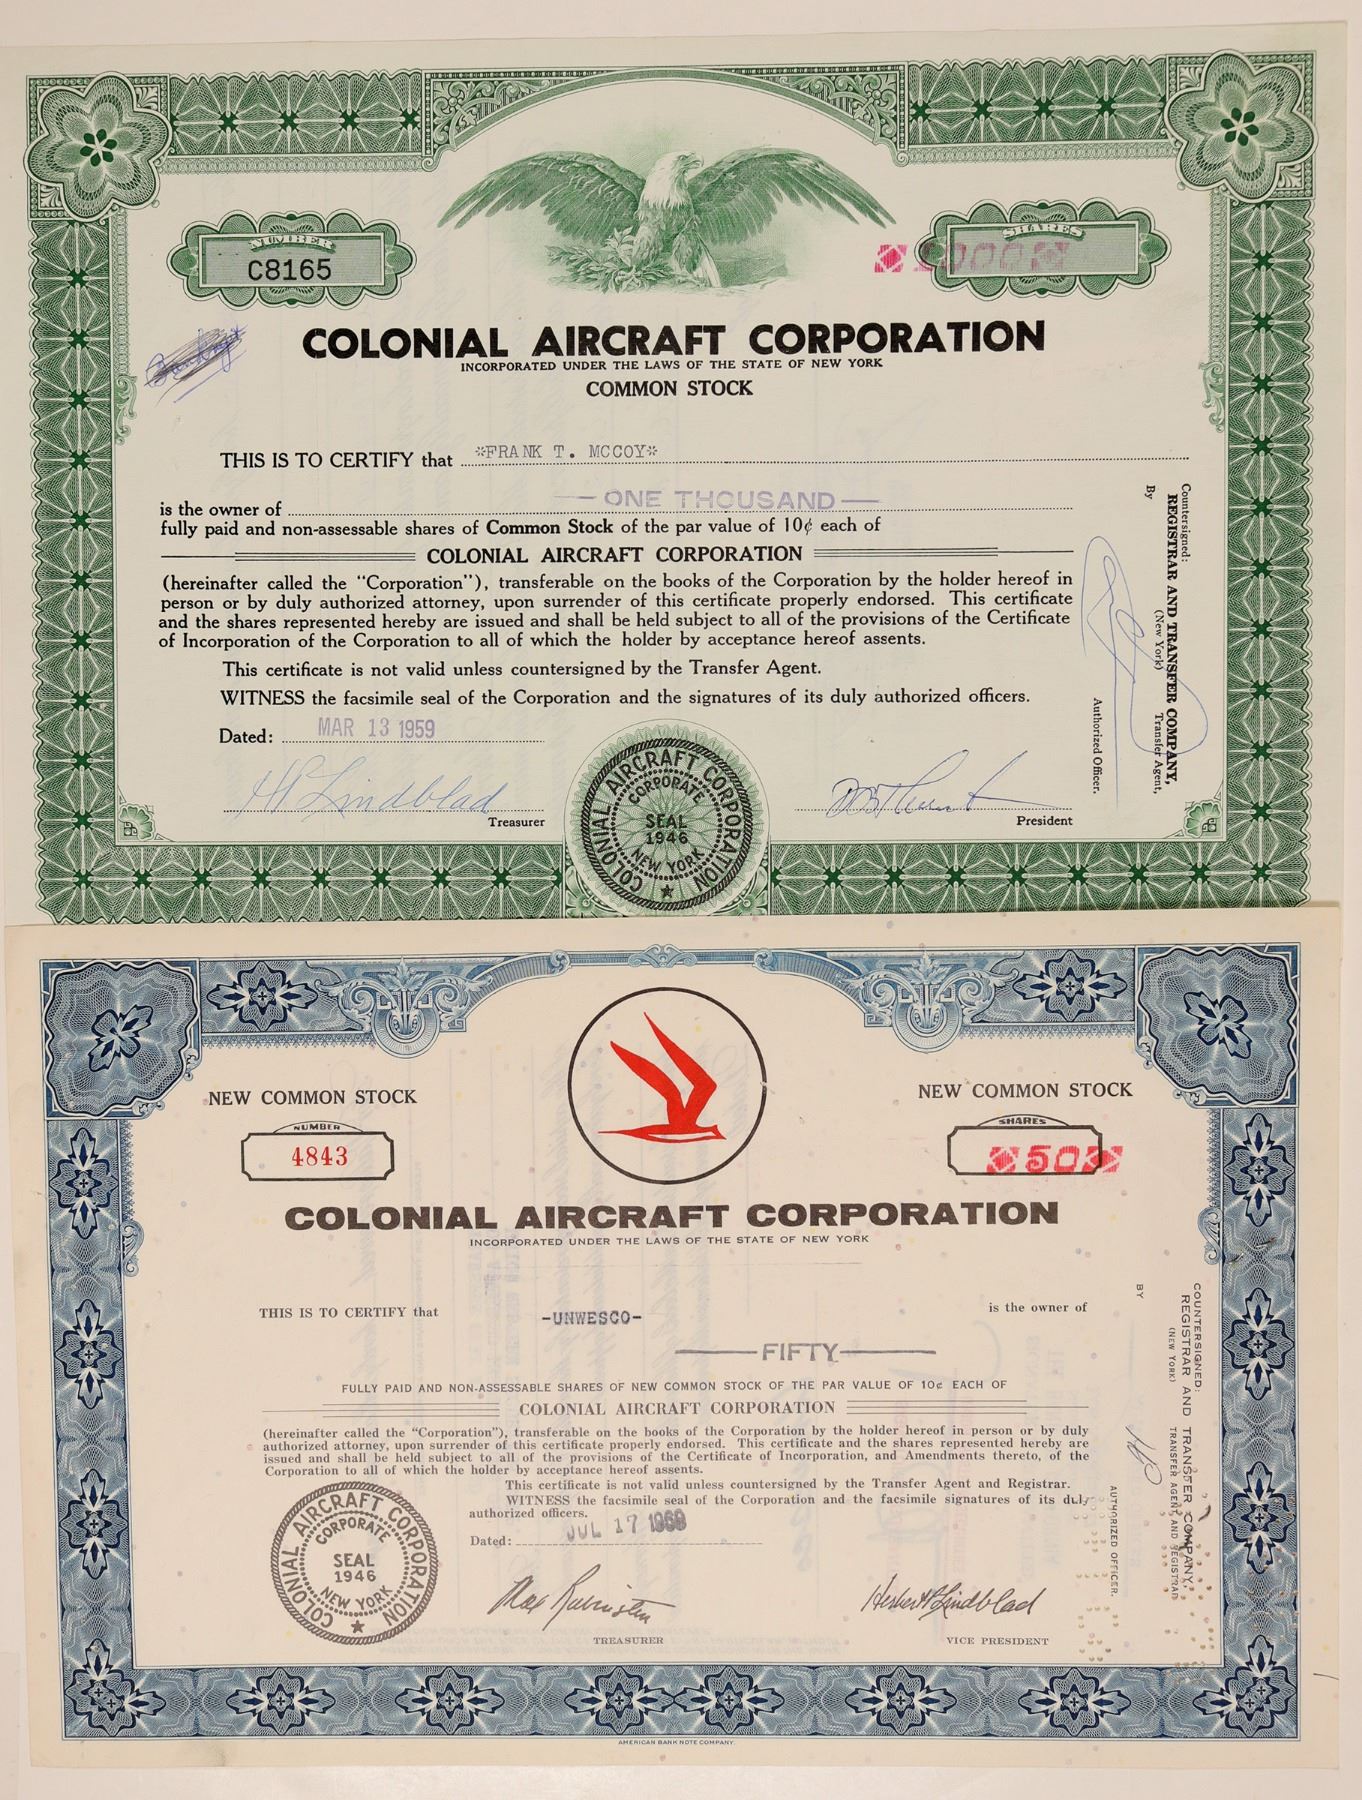 NUMBER
C8165
SHARES
1000
COLONIAL AIRCRAFT CORPORATION
INCORPORATED UNDER THE LAWS OF THE STATE OF NEW YORK
COMMON STOCK
THIS IS TO CERTIFY that *FRANK T. MCCOY*
is the owner of — ONE THOUSAND —
fully paid and non-assessable shares of Common Stock of the par value of 10¢ each of
COLONIAL AIRCRAFT CORPORATION
(hereinafter called the "Corporation"), transferable on the books of the Corporation by the holder hereof in
person or by duly authorized attorney, upon surrender of this certificate properly endorsed. This certificate
and the shares represented hereby are issued and shall be held subject to all of the provisions of the Certificate
of Incorporation of the Corporation to all of which the holder by acceptance hereof assents.
This certificate is not valid unless countersigned by the Transfer Agent.
WITNESS the facsimile seal of the Corporation and the signatures of its duly authorized officers.
Dated: MAR 13 1959
H P Lindblad
Treasurer
President
COLONIAL AIRCRAFT CORPORATION
CORPORATE
SEAL
1946
NEW YORK
Countersigned:
REGISTRAR AND TRANSFER COMPANY,
(New York) Transfer Agent,
By
Authorized Officer.
NEW COMMON STOCK
NEW COMMON STOCK
NUMBER
4843
SHARES
50
COLONIAL AIRCRAFT CORPORATION
INCORPORATED UNDER THE LAWS OF THE STATE OF NEW YORK
THIS IS TO CERTIFY that -UNWESCO- is the owner of
—FIFTY—
FULLY PAID AND NON-ASSESSABLE SHARES OF NEW COMMON STOCK OF THE PAR VALUE OF 10¢ EACH OF
COLONIAL AIRCRAFT CORPORATION
(hereinafter called the "Corporation"), transferable on the books of the Corporation by the holder hereof in person or by duly
authorized attorney, upon surrender of this certificate properly endorsed. This certificate and the shares represented hereby are
issued and shall be held subject to all of the provisions of the Certificate of Incorporation, and Amendments thereto, of the
Corporation to all of which the holder by acceptance hereof assents.
This certificate is not valid unless countersigned by the Transfer Agent and Registrar.
WITNESS the facsimile seal of the Corporation and the facsimile signatures of its duly
authorized officers.
Dated: JUL 17 1968
COLONIAL AIRCRAFT CORPORATION
CORPORATE
SEAL
1946
NEW YORK
Max Rubinstein
TREASURER
Herbert P Lindblad
VICE PRESIDENT
COUNTERSIGNED:
REGISTRAR AND TRANSFER COMPANY,
(NEW YORK) TRANSFER AGENT AND REGISTRAR
BY
AUTHORIZED OFFICER.
AMERICAN BANK NOTE COMPANY.